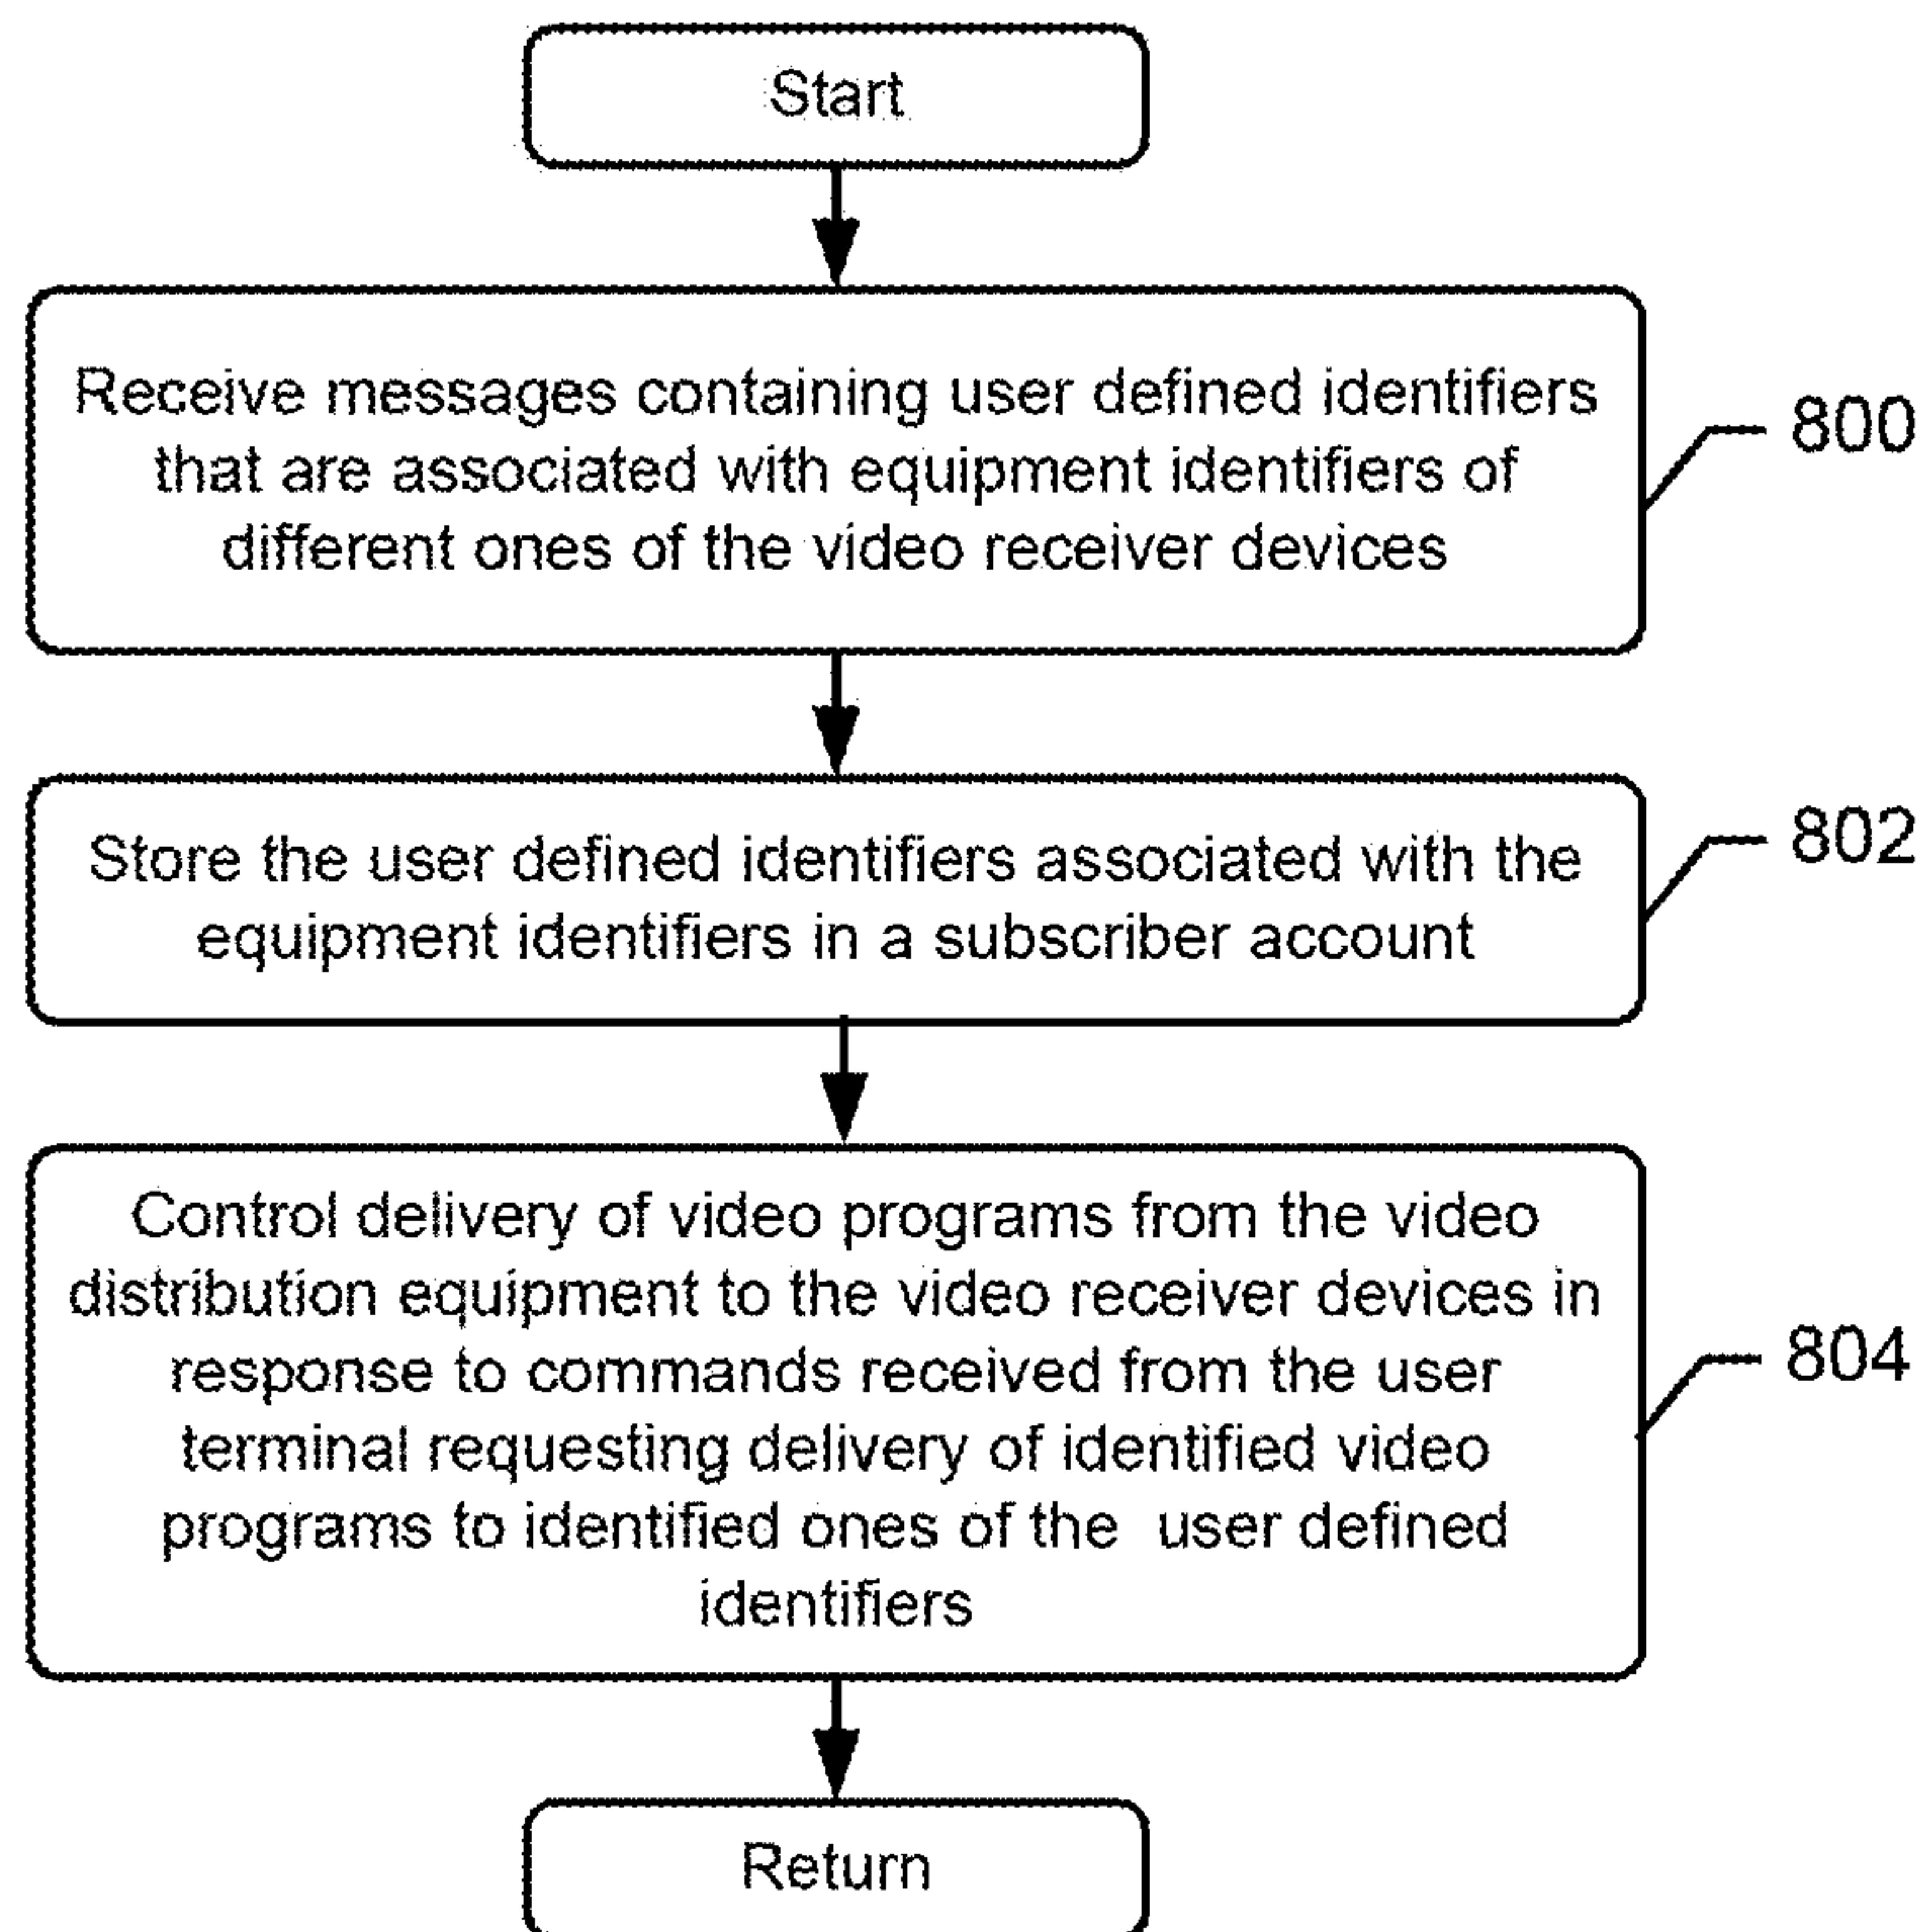 Start
Receive messages containing user defined identifiers
that are associated with equipment identifiers of
different ones of the video receiver devices
800
Store the user defined identifiers associated with the
equipment identifiers in a subscriber account
802
Control delivery of video programs from the video
distribution equipment to the video receiver devices in
response to commands received from the user
terminal requesting delivery of identified video
programs to identified ones of the user defined
identifiers
804
Return